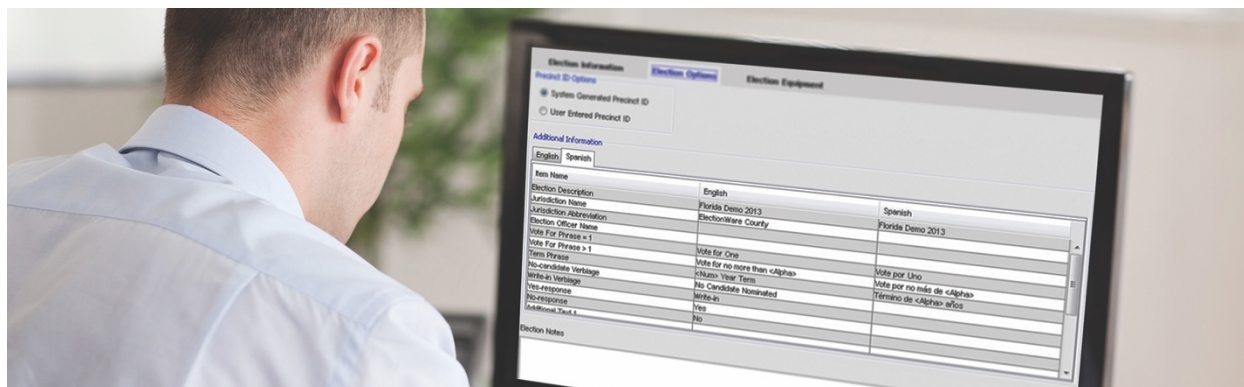 Election Information Election Options Election Equipment
Precinct ID Options
System Generated Precinct ID
User Entered Precinct ID
Additional Information
English Spanish
Item Name English Spanish
Election Description Florida Demo 2013 Florida Demo 2013
Jurisdiction Name ElectionWare County
Jurisdiction Abbreviation
Election Officer Name
Vote For Phrase = 1 Vote for One Vote por Uno
Vote For Phrase > 1 Vote for no more than <Alpha> Vote por no más de <Alpha>
Term Phrase <Num> Year Term Término de <Alpha> años
No-candidate Verbiage No Candidate Nominated
Write-in Verbiage Write-in
Yes-response Yes
No-response No
Additional Text 1
Election Notes